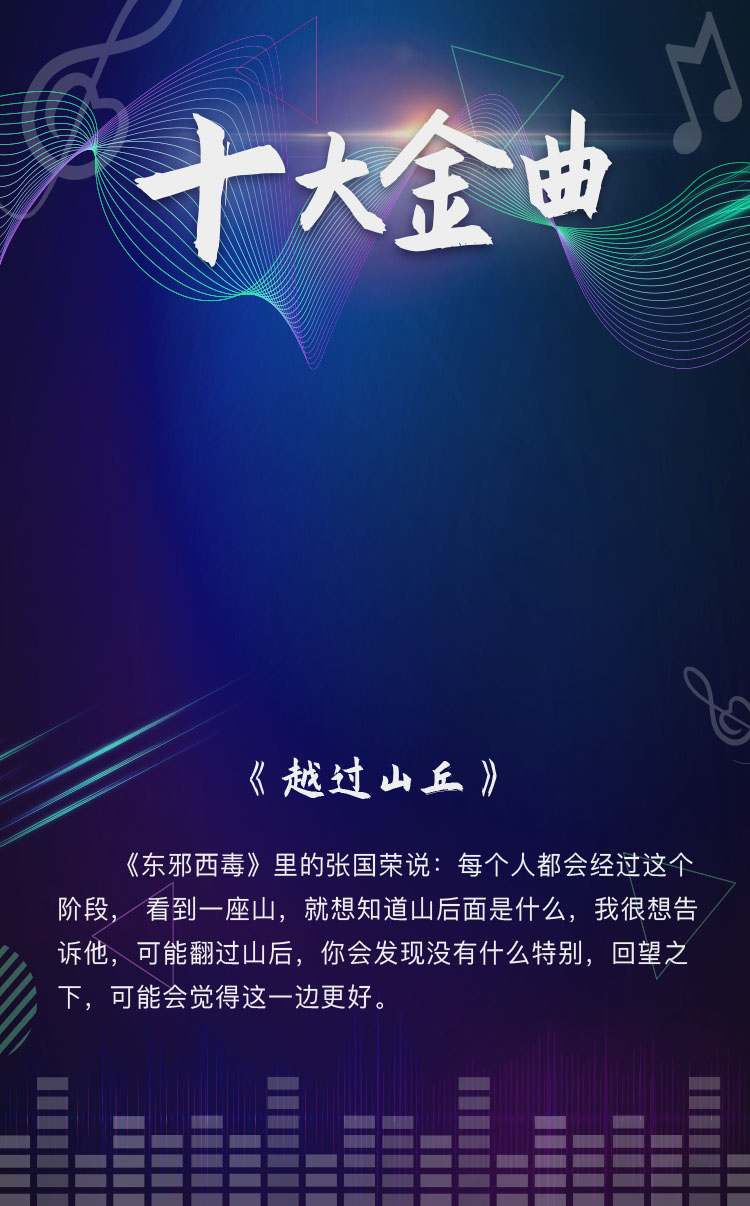 十大金曲
《越过山丘》
《东邪西毒》里的张国荣说：每个人都会经过这个
阶段， 看到一座山，就想知道山后面是什么，我很想告
诉他，可能翻过山后，你会发现没有什么特别，回望之
下，可能会觉得这一边更好。